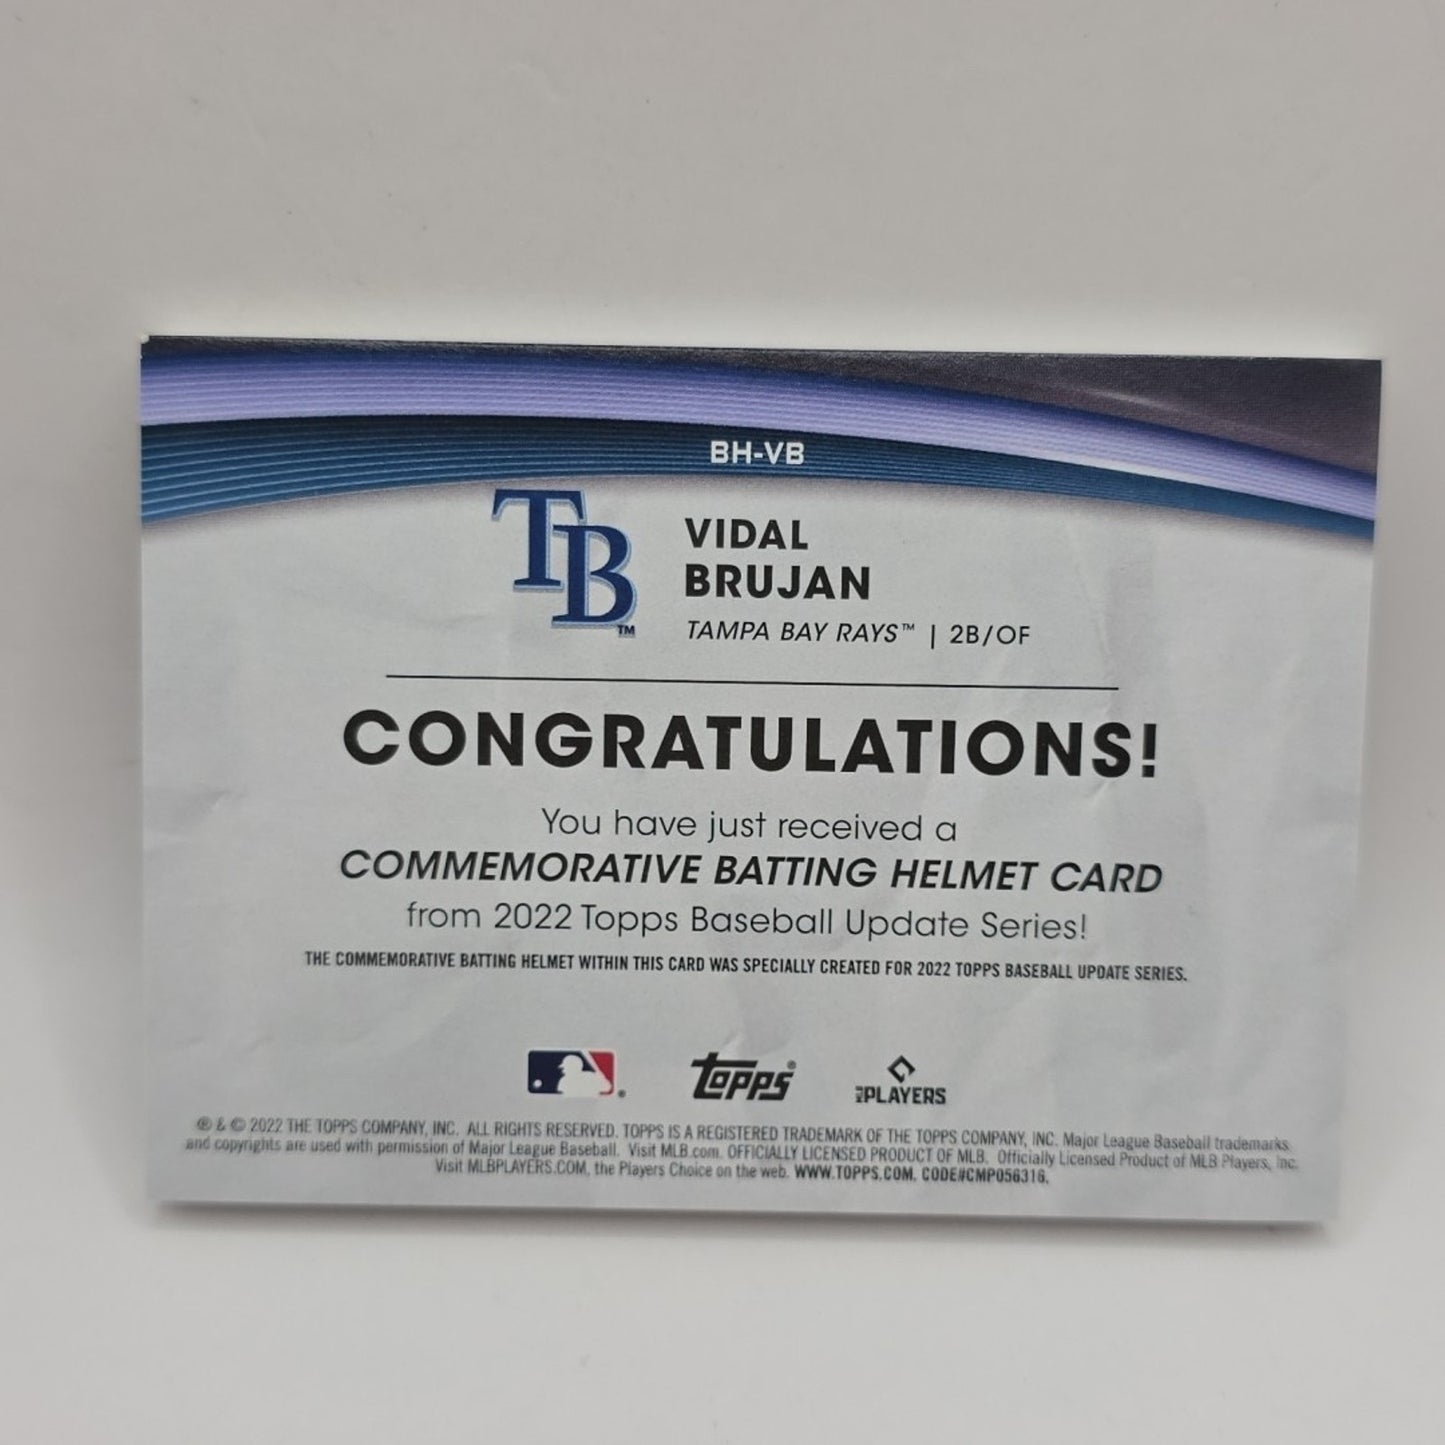 BH-VB
TB™
VIDAL
BRUJAN
TAMPA BAY RAYS™ | 2B/OF
CONGRATULATIONS!
You have just received a
COMMEMORATIVE BATTING HELMET CARD
from 2022 Topps Baseball Update Series!
THE COMMEMORATIVE BATTING HELMET WITHIN THIS CARD WAS SPECIALLY CREATED FOR 2022 TOPPS BASEBALL UPDATE SERIES.
® topps® PLAYERS
® & © 2022 THE TOPPS COMPANY, INC. ALL RIGHTS RESERVED. TOPPS IS A REGISTERED TRADEMARK OF THE TOPPS COMPANY, INC. Major League Baseball trademarks
and copyrights are used with permission of Major League Baseball. Visit MLB.com. OFFICIALLY LICENSED PRODUCT OF MLB. Officially Licensed Product of MLB Players, Inc.
Visit MLBPLAYERS.COM, the Players Choice on the web. WWW.TOPPS.COM. CODE#CMP056316.